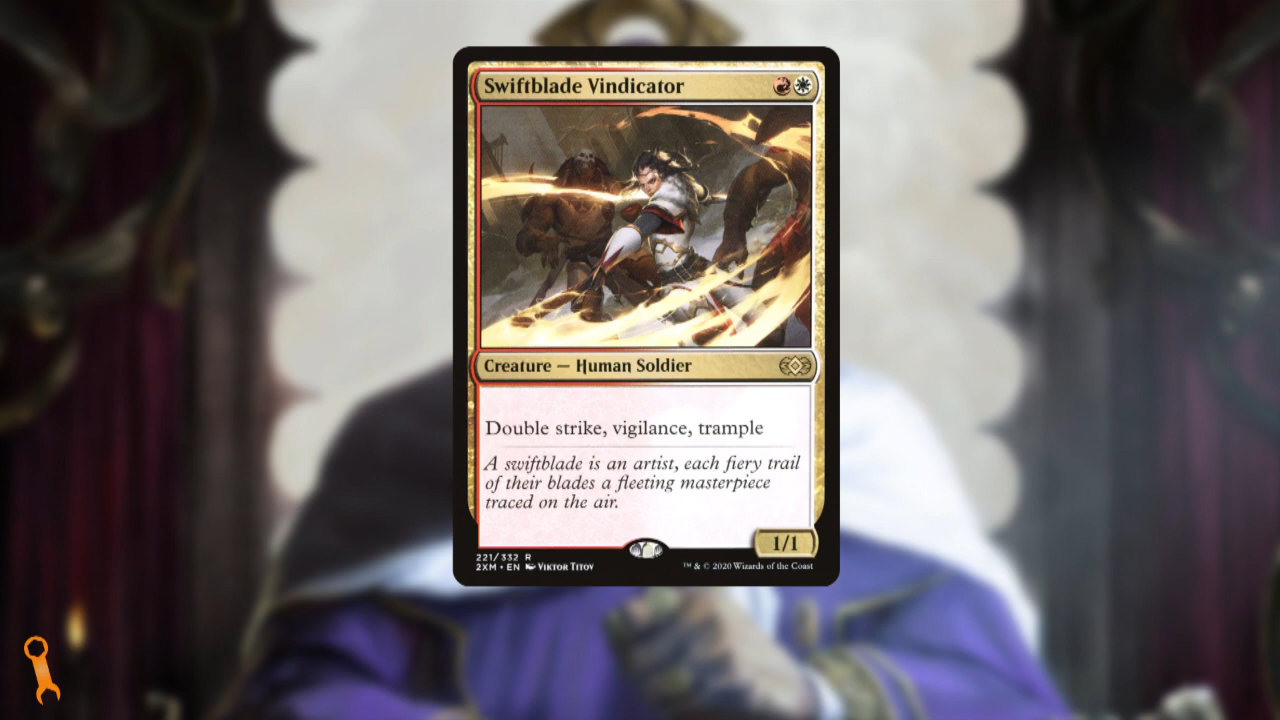 Swiftblade Vindicator
Creature — Human Soldier
Double strike, vigilance, trample
A swiftblade is an artist, each fiery trail
of their blades a fleeting masterpiece
traced on the air.
1/1
221/332 R
2XM • EN Viktor Titov
™ & © 2020 Wizards of the Coast